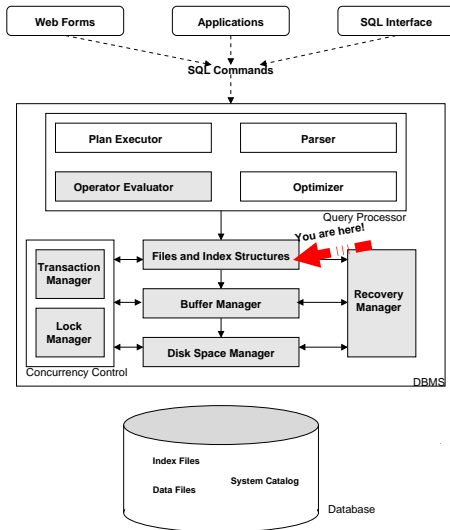 Web Forms
Applications
SQL Interface
SQL Commands
Plan Executor
Parser
Operator Evaluator
Optimizer
Query Processor
You are here!
Files and Index Structures
Transaction
Manager
Buffer Manager
Recovery
Manager
Lock
Manager
Disk Space Manager
Concurrency Control
DBMS
Index Files
System Catalog
Data Files
Database